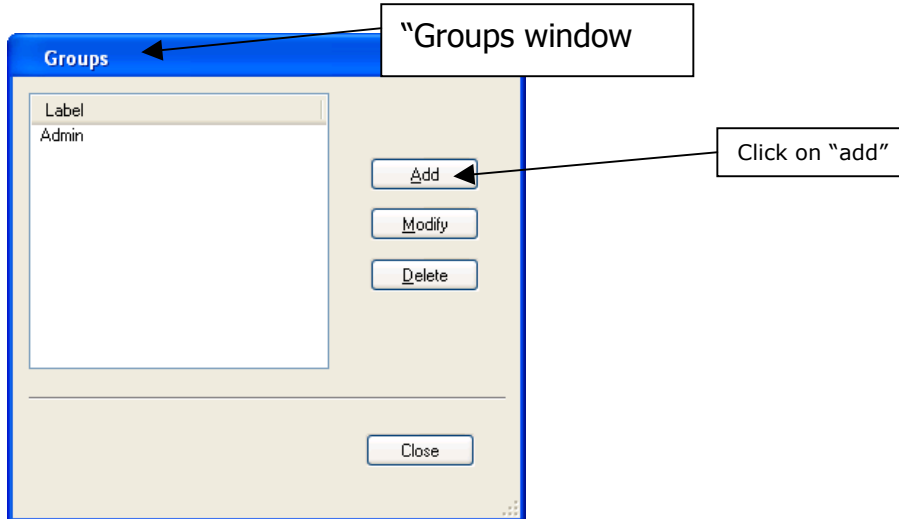 “Groups window
Groups
Label
Admin
Add
Click on “add”
Modify
Delete
Close